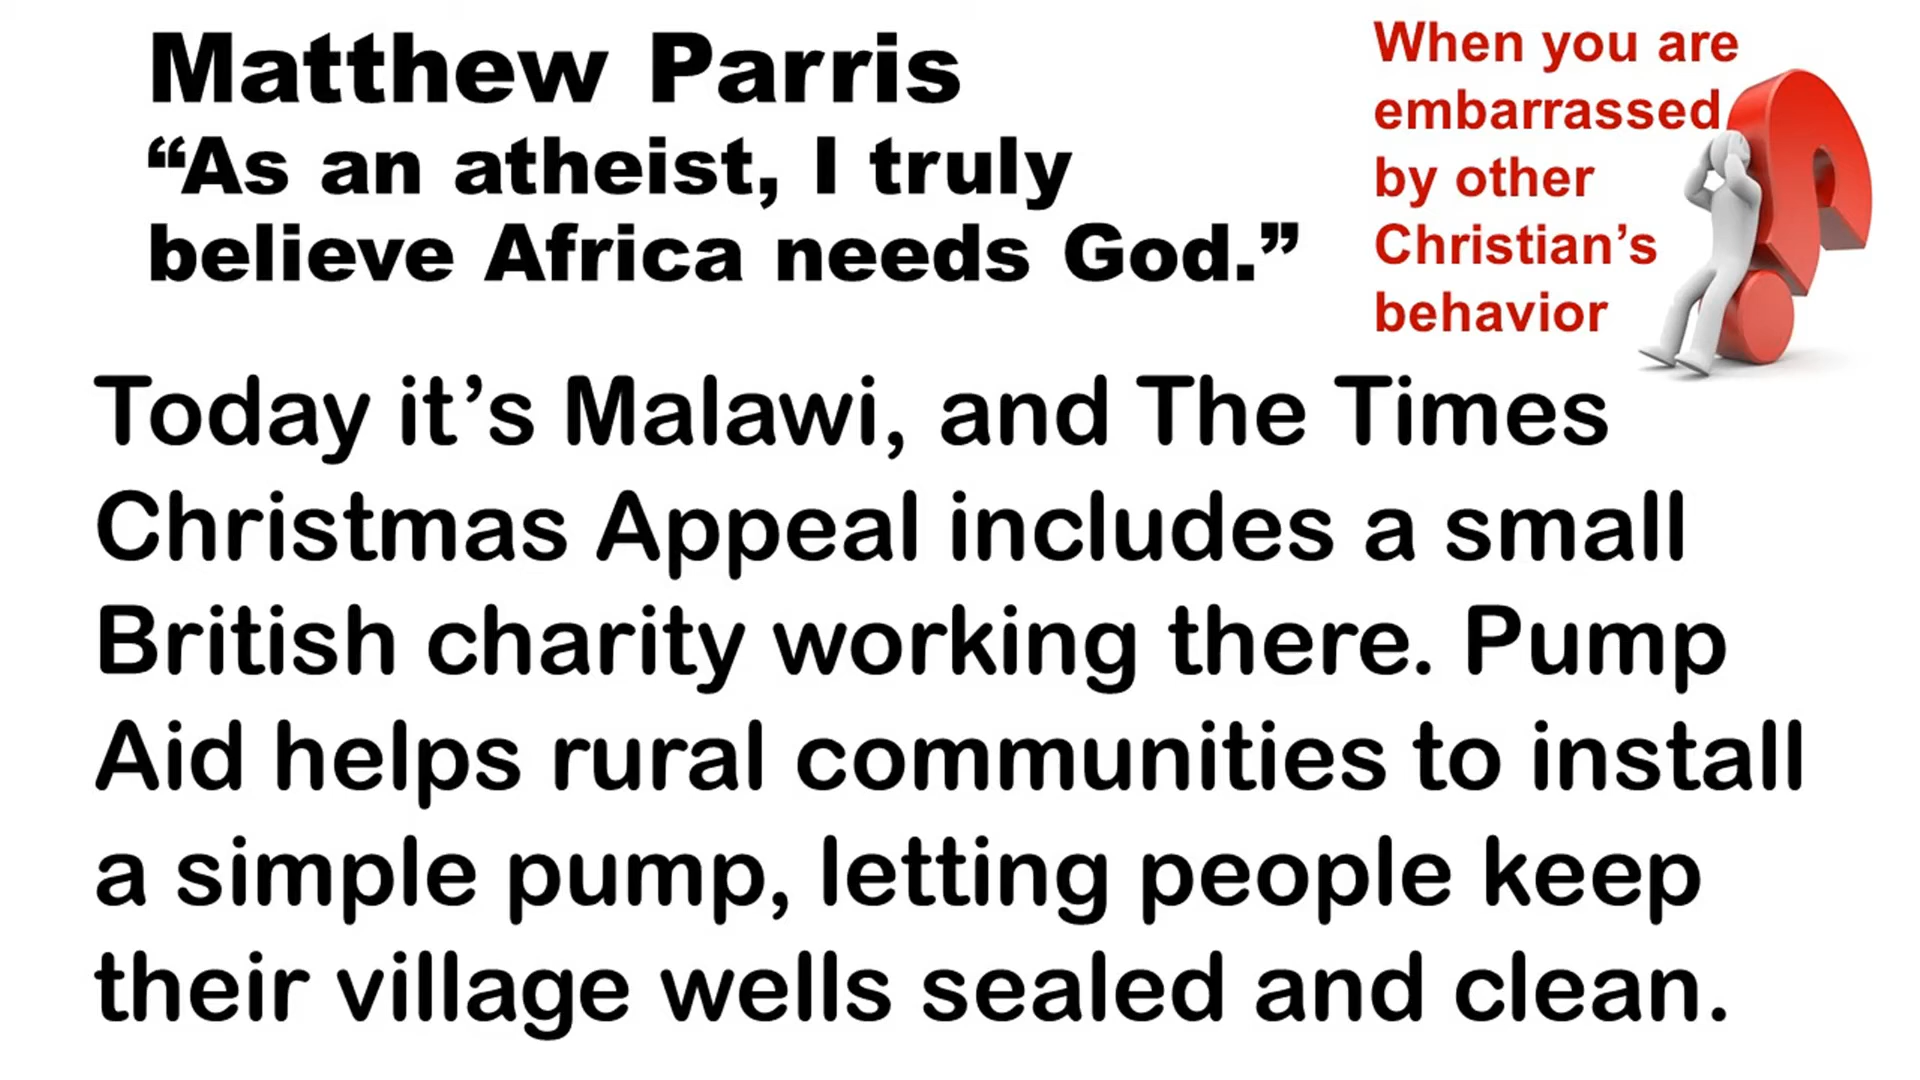 Matthew Parris
“As an atheist, I truly
believe Africa needs God.”
When you are
embarrassed
by other
Christian’s
behavior
Today it’s Malawi, and The Times
Christmas Appeal includes a small
British charity working there. Pump
Aid helps rural communities to install
a simple pump, letting people keep
their village wells sealed and clean.